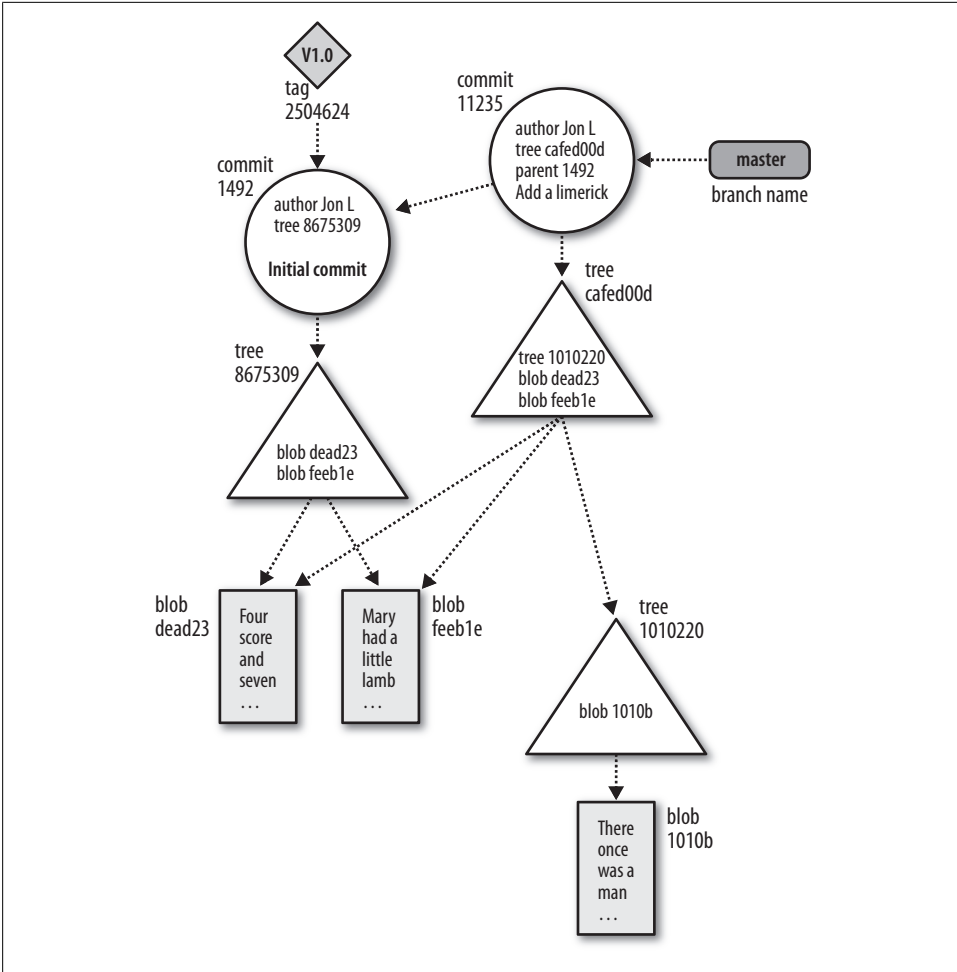 V1.0
tag
2504624
commit
1492
author Jon L
tree 8675309
Initial commit
commit
11235
author Jon L
tree cafed00d
parent 1492
Add a limerick
master
branch name
tree
8675309
blob dead23
blob feeb1e
tree
cafed00d
tree 1010220
blob dead23
blob feeb1e
blob
dead23
Four
score
and
seven
...
Mary
had a
little
lamb
...
blob
feeb1e
tree
1010220
blob 1010b
There
once
was a
man
...
blob
1010b